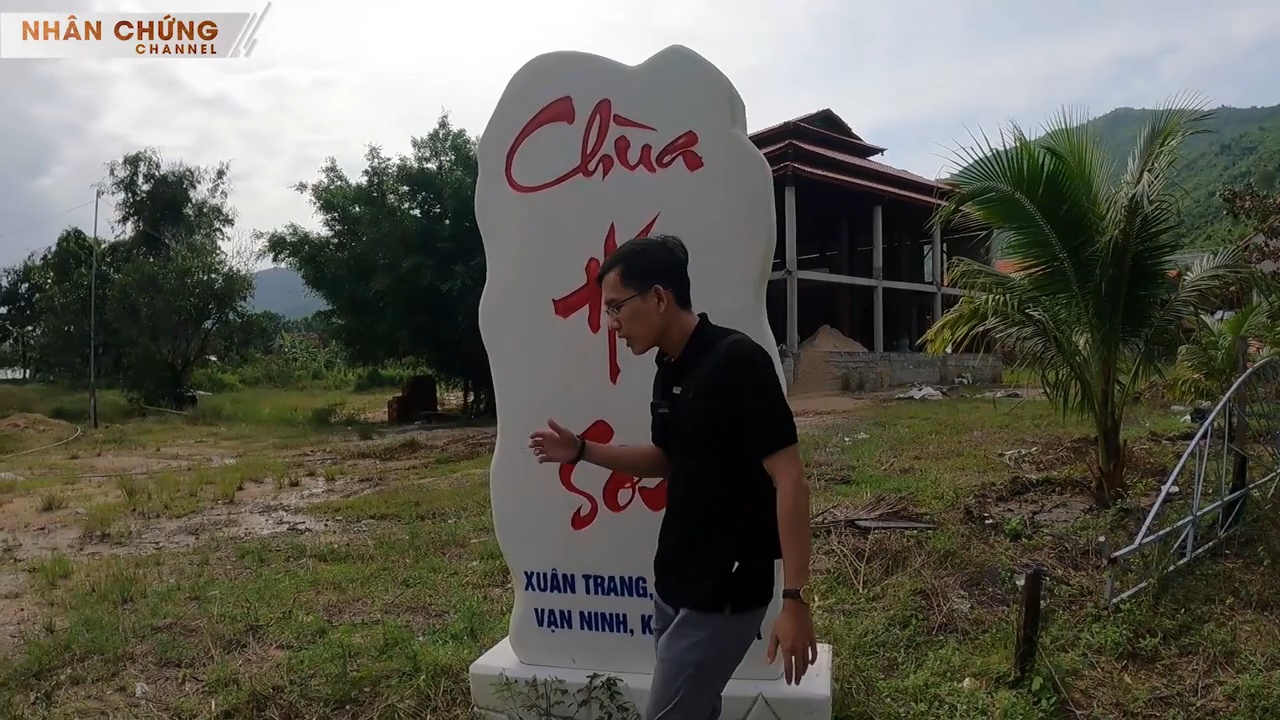 NHÂN CHỨNG
CHANNEL
Chùa
XUÂN TRANG,
VẠN NINH, K